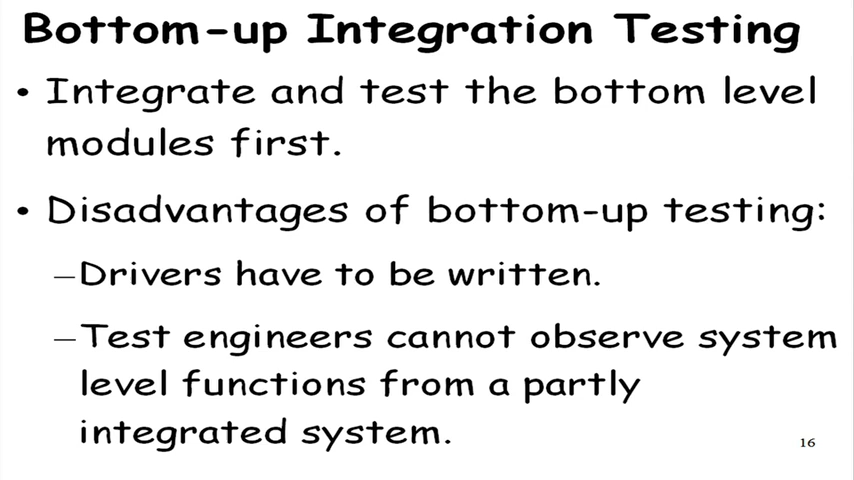 Bottom-up Integration Testing
• Integrate and test the bottom level
modules first.
• Disadvantages of bottom-up testing:
–Drivers have to be written.
–Test engineers cannot observe system
level functions from a partly
integrated system.
16